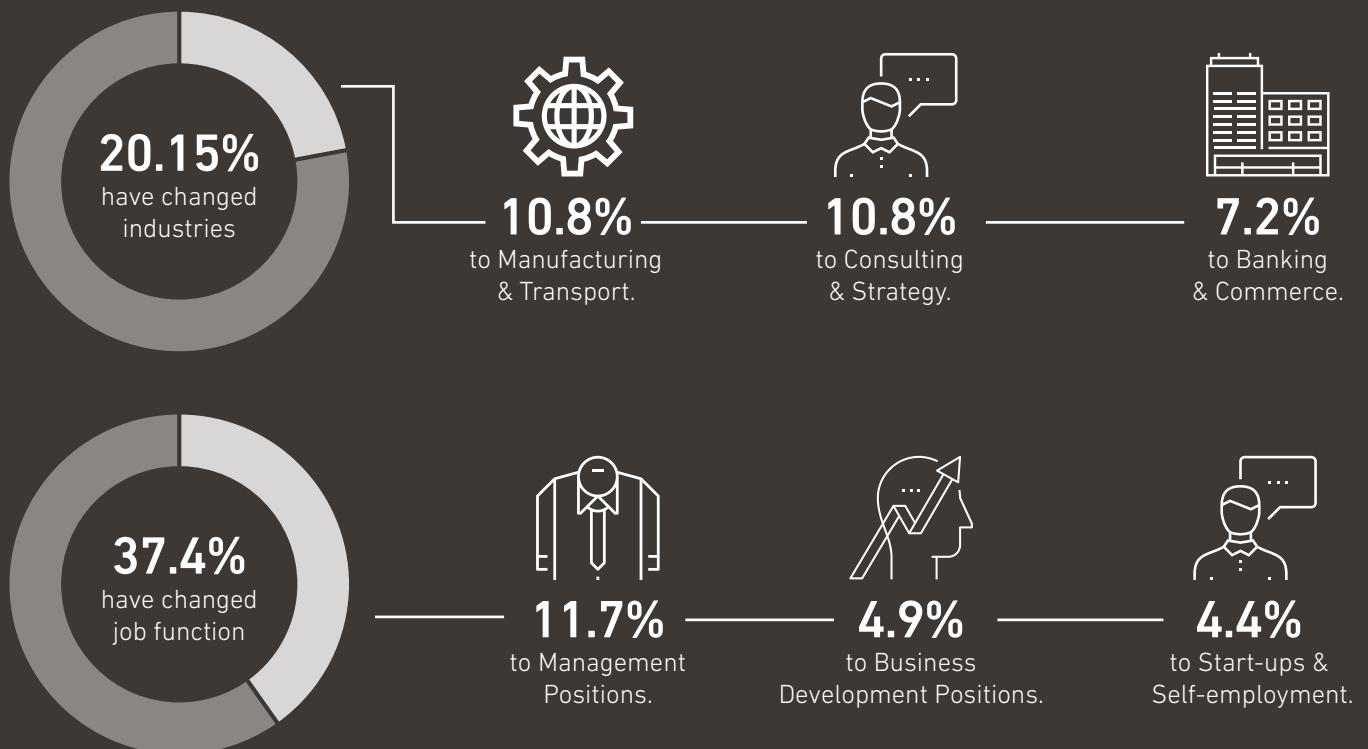 20.15%
have changed
industries
10.8%
to Manufacturing
& Transport.
10.8%
to Consulting
& Strategy.
7.2%
to Banking
& Commerce.
37.4%
have changed
job function
11.7%
to Management
Positions.
4.9%
to Business
Development Positions.
4.4%
to Start-ups &
Self-employment.